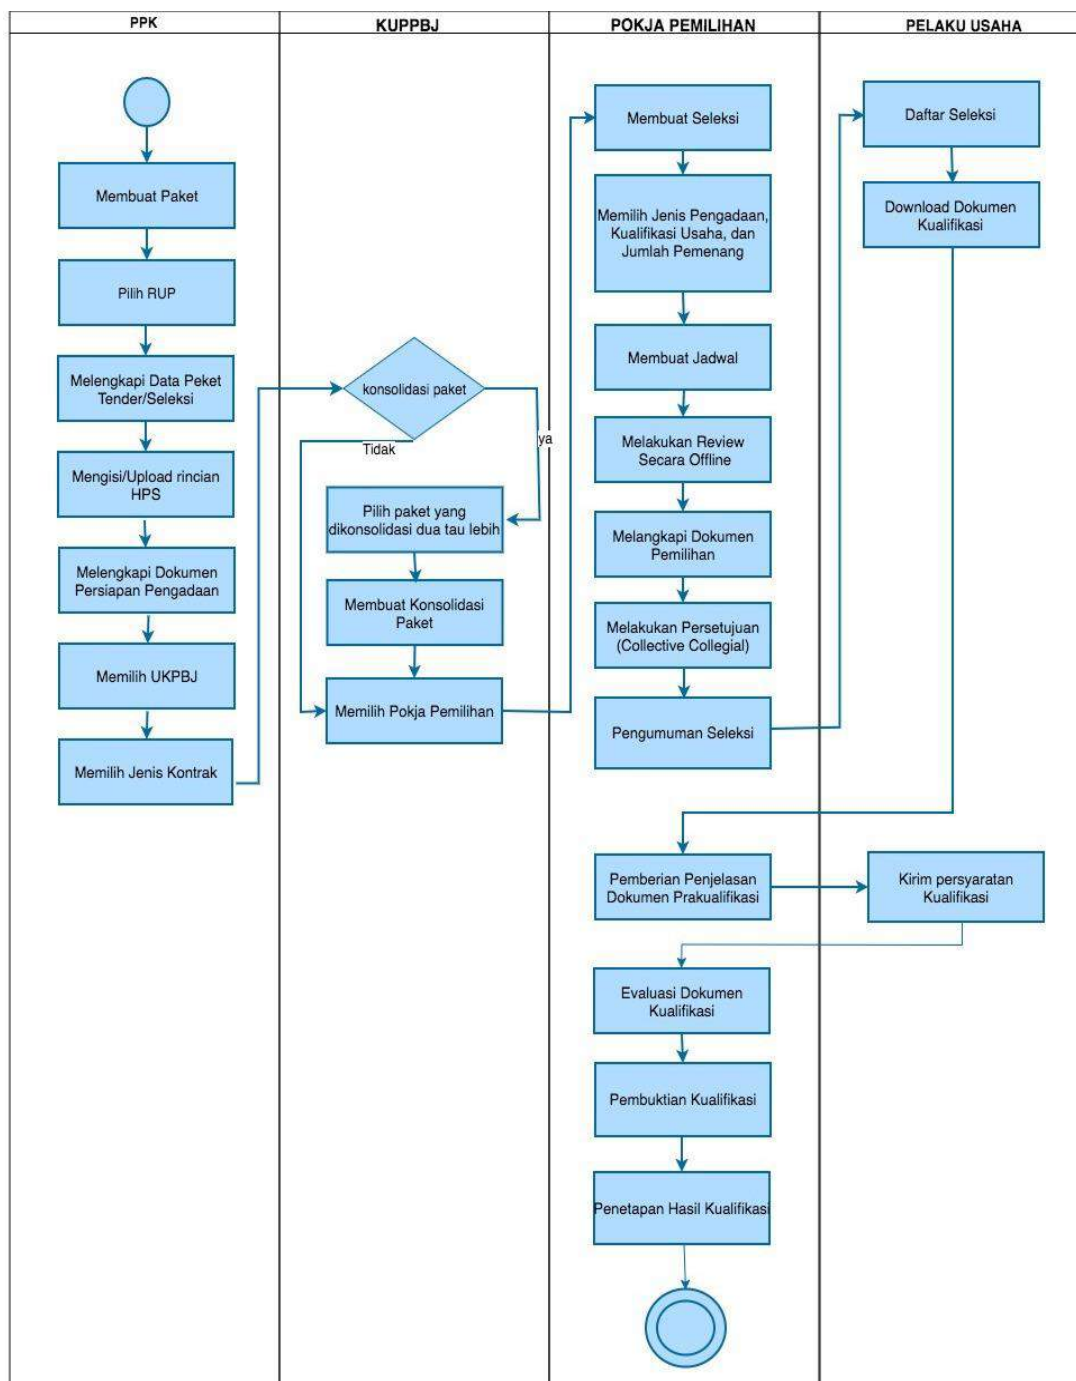 PPK
KUPPBJ
POKJA PEMILIHAN
PELAKU USAHA
Membuat Paket
Pilih RUP
Melengkapi Data Peket
Tender/Seleksi
Mengisi/Upload rincian
HPS
Melengkapi Dokumen
Persiapan Pengadaan
Memilih UKPBJ
Memilih Jenis Kontrak
konsolidasi paket
Tidak
ya
Pilih paket yang
dikonsolidasi dua tau lebih
Membuat Konsolidasi
Paket
Memilih Pokja Pemilihan
Membuat Seleksi
Memilih Jenis Pengadaan,
Kualifikasi Usaha, dan
Jumlah Pemenang
Membuat Jadwal
Melakukan Review
Secara Offline
Melangkapi Dokumen
Pemilihan
Melakukan Persetujuan
(Collective Collegial)
Pengumuman Seleksi
Daftar Seleksi
Download Dokumen
Kualifikasi
Pemberian Penjelasan
Dokumen Prakualifikasi
Kirim persyaratan
Kualifikasi
Evaluasi Dokumen
Kualifikasi
Pembuktian Kualifikasi
Penetapan Hasil Kualifikasi